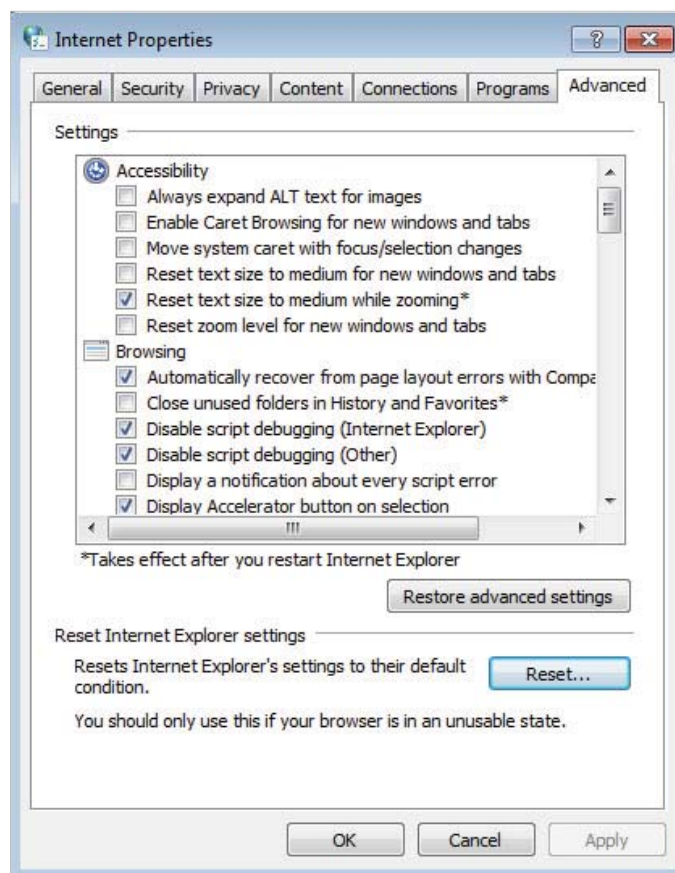 Internet Properties
General Security Privacy Content Connections Programs Advanced
Settings
Accessibility
Always expand ALT text for images
Enable Caret Browsing for new windows and tabs
Move system caret with focus/selection changes
Reset text size to medium for new windows and tabs
Reset text size to medium while zooming*
Reset zoom level for new windows and tabs
Browsing
Automatically recover from page layout errors with Compa
Close unused folders in History and Favorites*
Disable script debugging (Internet Explorer)
Disable script debugging (Other)
Display a notification about every script error
Display Accelerator button on selection
*Takes effect after you restart Internet Explorer
Restore advanced settings
Reset Internet Explorer settings
Resets Internet Explorer's settings to their default
condition.
Reset...
You should only use this if your browser is in an unusable state.
OK Cancel Apply